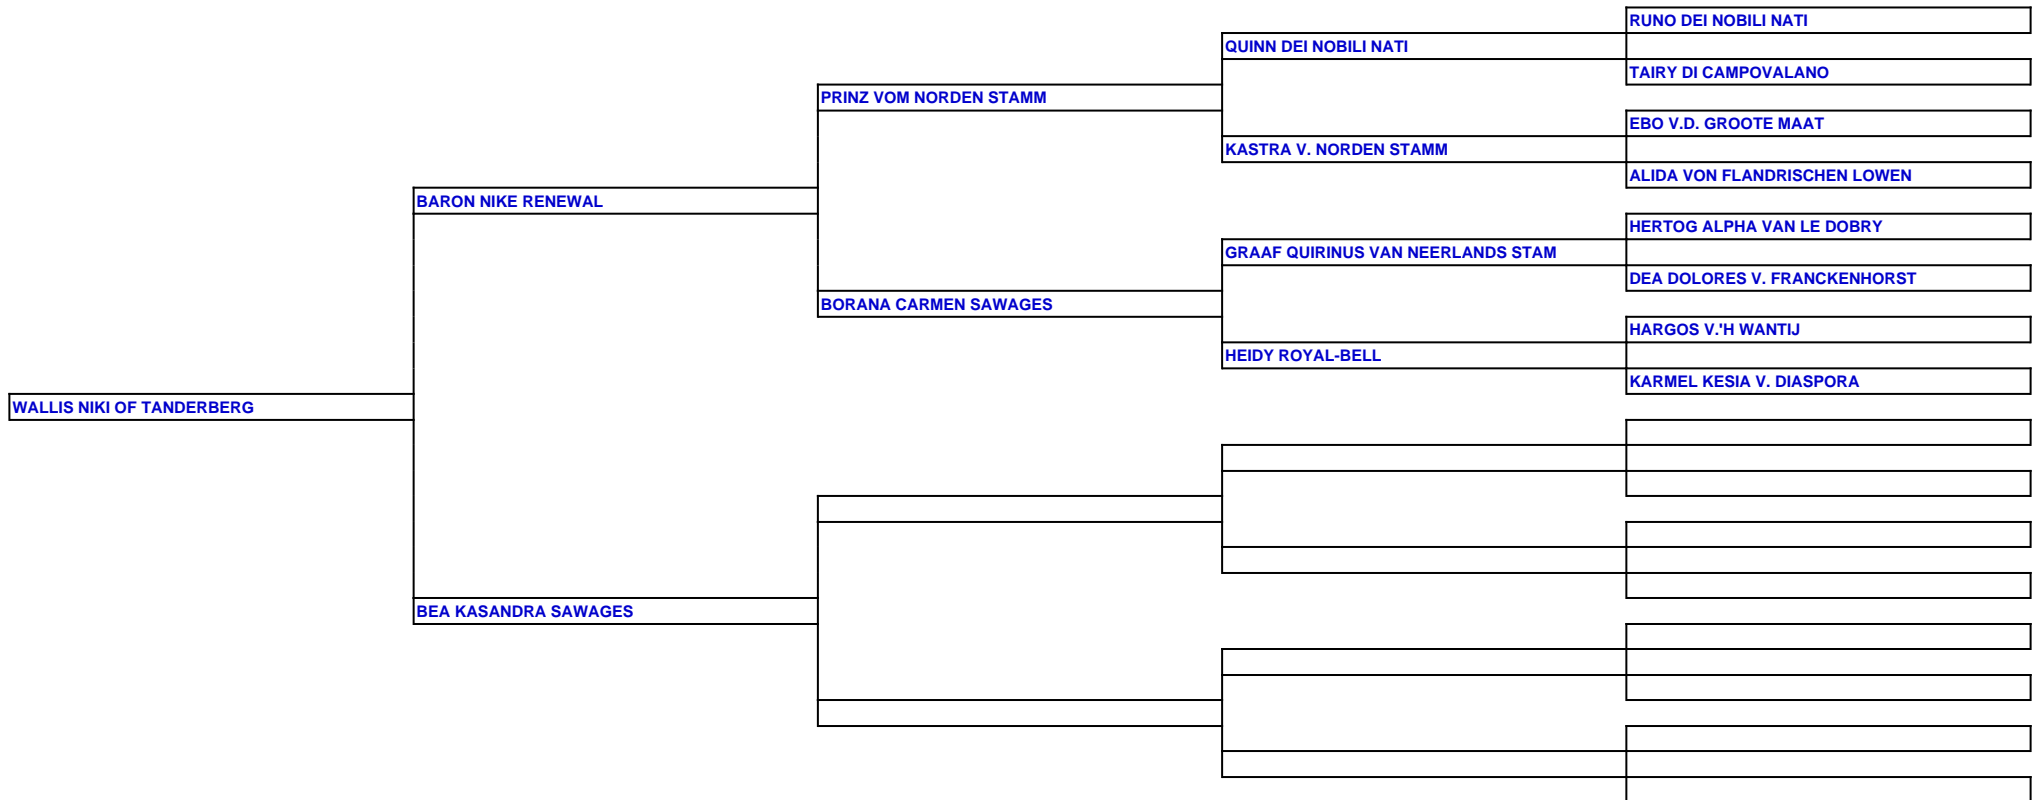 RUNO DEI NOBILI NATI
QUINN DEI NOBILI NATI
TAIRY DI CAMPOVALANO
PRINZ VOM NORDEN STAMM
EBO V.D. GROOTE MAAT
KASTRA V. NORDEN STAMM
ALIDA VON FLANDRISCHEN LOWEN
BARON NIKE RENEWAL
HERTOG ALPHA VAN LE DOBRY
GRAAF QUIRINUS VAN NEERLANDS STAM
DEA DOLORES V. FRANCKENHORST
BORANA CARMEN SAWAGES
HARGOS V.'H WANTIJ
HEIDY ROYAL-BELL
KARMEL KESIA V. DIASPORA
WALLIS NIKI OF TANDERBERG
BEA KASANDRA SAWAGES